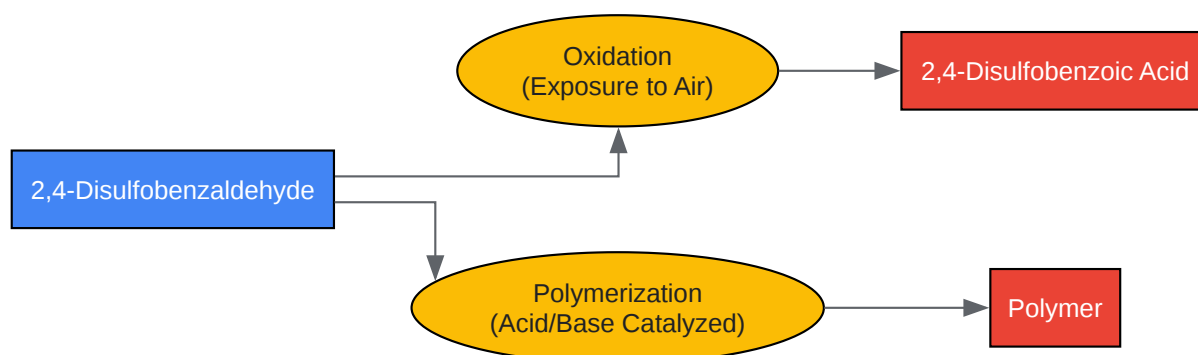 Oxidation
(Exposure to Air)
2,4-Disulfobenzoic Acid
2,4-Disulfobenzaldehyde
Polymerization
(Acid/Base Catalyzed)
Polymer